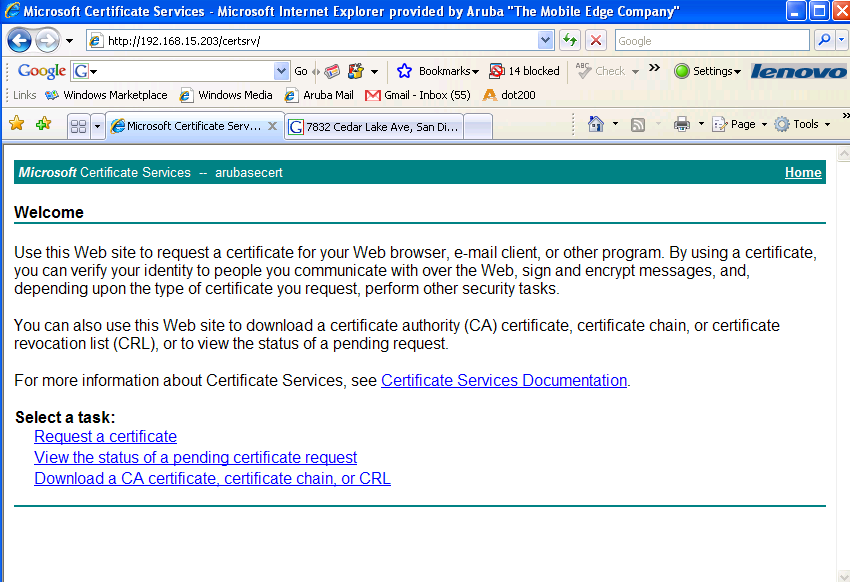 Microsoft Certificate Services - Microsoft Internet Explorer provided by Aruba "The Mobile Edge Company"
http://192.168.15.203/certsrv/
Google
Google G Go Bookmarks 14 blocked ABC Check » Settings lenovo
Links Windows Marketplace Windows Media Aruba Mail Gmail - Inbox (55) dot200
Microsoft Certificate Serv... G 7832 Cedar Lake Ave, San Di... Page Tools »
Microsoft Certificate Services -- arubasecert Home
Welcome
Use this Web site to request a certificate for your Web browser, e-mail client, or other program. By using a certificate,
you can verify your identity to people you communicate with over the Web, sign and encrypt messages, and,
depending upon the type of certificate you request, perform other security tasks.
You can also use this Web site to download a certificate authority (CA) certificate, certificate chain, or certificate
revocation list (CRL), or to view the status of a pending request.
For more information about Certificate Services, see Certificate Services Documentation.
Select a task:
Request a certificate
View the status of a pending certificate request
Download a CA certificate, certificate chain, or CRL